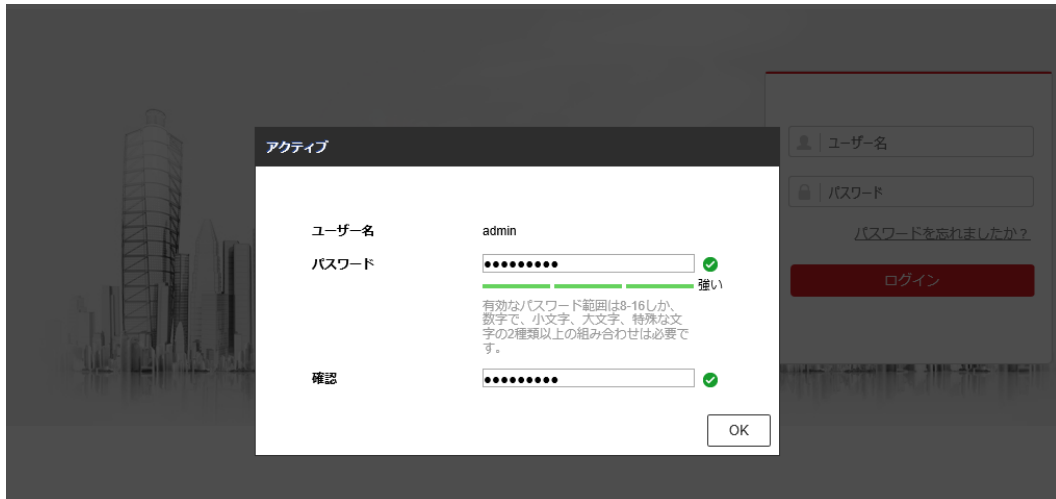 アクティブ
ユーザー名
admin
パスワード
●●●●●●●●●
強い
有効なパスワード範囲は8-16しか、
数字で、小文字、大文字、特殊な文
字の2種類以上の組み合わせは必要で
す。
確認
●●●●●●●●●
OK
ユーザー名
パスワード
パスワードを忘れましたか？
ログイン